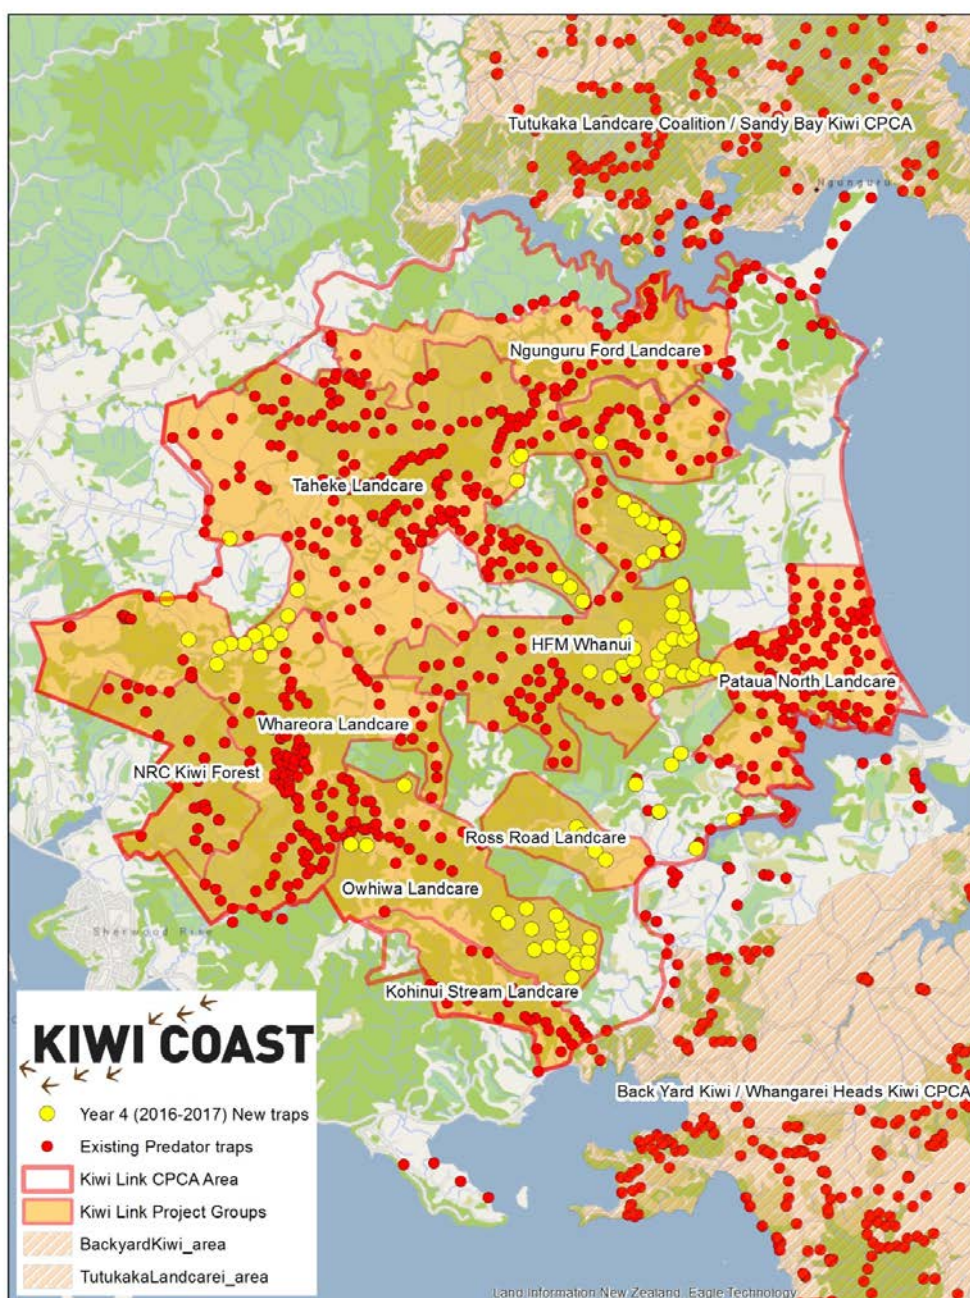 Tutukaka Landcare Coalition / Sandy Bay Kiwi CPCA
Ngunguru
Ngunguru Ford Landcare
Taheke Landcare
HFM Whanui
Pataua North Landcare
Whareora Landcare
NRC Kiwi Forest
Ross Road Landcare
Owhiwa Landcare
Sherwood Rise
Kohinui Stream Landcare
Back Yard Kiwi / Whangarei Heads Kiwi CPCA
KIWI COAST
Year 4 (2016-2017) New traps
Existing Predator traps
Kiwi Link CPCA Area
Kiwi Link Project Groups
BackyardKiwi_area
TutukakaLandcarei_area
Land Information New Zealand, Eagle Technology